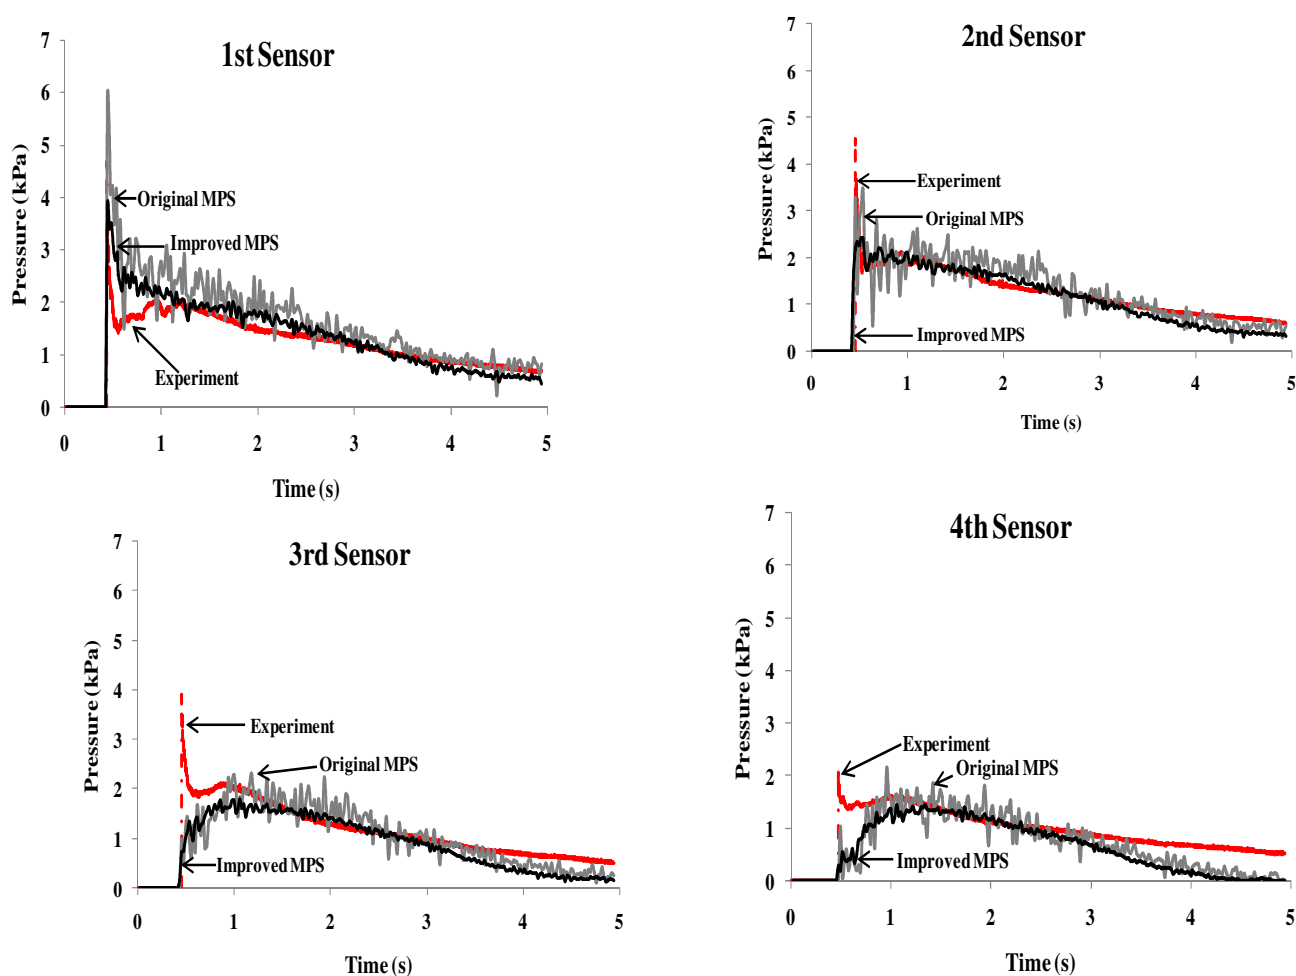 1st Sensor
Pressure (kPa)
7
6
5
4
3
2
1
0
Original MPS
Improved MPS
Experiment
0 1 2 3 4 5
Time (s)
2nd Sensor
Pressure (kPa)
7
6
5
4
3
2
1
0
Experiment
Original MPS
Improved MPS
0 1 2 3 4 5
Time (s)
3rd Sensor
Pressure (kPa)
7
6
5
4
3
2
1
0
Experiment
Original MPS
Improved MPS
0 1 2 3 4 5
Time (s)
4th Sensor
Pressure (kPa)
7
6
5
4
3
2
1
0
Experiment
Original MPS
Improved MPS
0 1 2 3 4 5
Time (s)